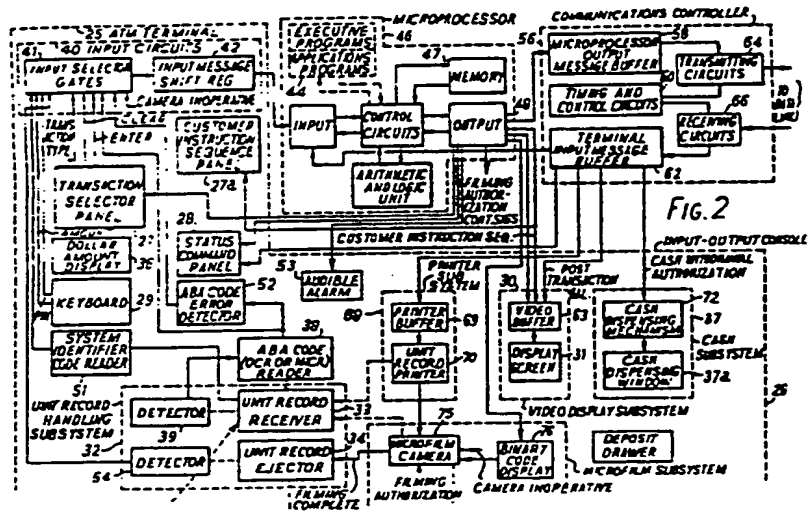 25 ATM TERMINAL
40 INPUT CIRCUITS
41
42
INPUT SELECTOR
GATES
INPUT MESSAGE
SHIFT REG
CAMERA INOPERATIVE
ENTER
TRANSACTION
TYPE
CUSTOMER
INSTRUCTION
SEQUENCE
PANEL
27a
TRANSACTION
SELECTOR
PANEL
27
DOLLAR
AMOUNT
DISPLAY
36
28
STATUS
COMMAND
PANEL
KEYBOARD
29
52
ABA CODE
ERROR
DETECTOR
SYSTEM
IDENTIFIER
CODE READER
51
38
ABA CODE
(OCR OR MICR)
READER
UNIT RECORD
HANDLING
SUBSYSTEM
32
DETECTOR
39
UNIT RECORD
RECEIVER
33
54
DETECTOR
UNIT RECORD
EJECTOR
34
FILMING
COMPLETE
MICROPROCESSOR
46
EXECUTIVE
PROGRAMS
APPLICATIONS
PROGRAMS
44
47
MEMORY
INPUT
CONTROL
CIRCUITS
OUTPUT
ARITHMETIC
AND LOGIC
UNIT
FILMING
AUTHORIZATION
CUSTOMER INSTRUCTION SEQ.
53
AUDIBLE
ALARM
COMMUNICATIONS CONTROLLER
56
58
MICROPROCESSOR
OUTPUT
MESSAGE BUFFER
64
TRANSMITTING
CIRCUITS
TIMING AND
CONTROL CIRCUITS
66
RECEIVING
CIRCUITS
TERMINAL
INPUT MESSAGE
BUFFER
62
FIG. 2
INPUT-OUTPUT CONSOLE
CASH WITHDRAWAL
AUTHORIZATION
PRINTER SUB
SYSTEM
69
PRINTER
BUFFER
UNIT
RECORD
PRINTER
70
30
POST
TRANSACTION
VIDEO
BUFFER
63
DISPLAY
SCREEN
31
VIDEO DISPLAY SUBSYSTEM
72
CASH
DISPENSING
MECHANISM
37
CASH
SUBSYSTEM
CASH
DISPENSING
WINDOW
37a
26
75
MICROFILM
CAMERA
FILMING
AUTHORIZATION
76
BINARY
CODE
DISPLAY
CAMERA INOPERATIVE
DEPOSIT
DRAWER
MICROFILM SUBSYSTEM